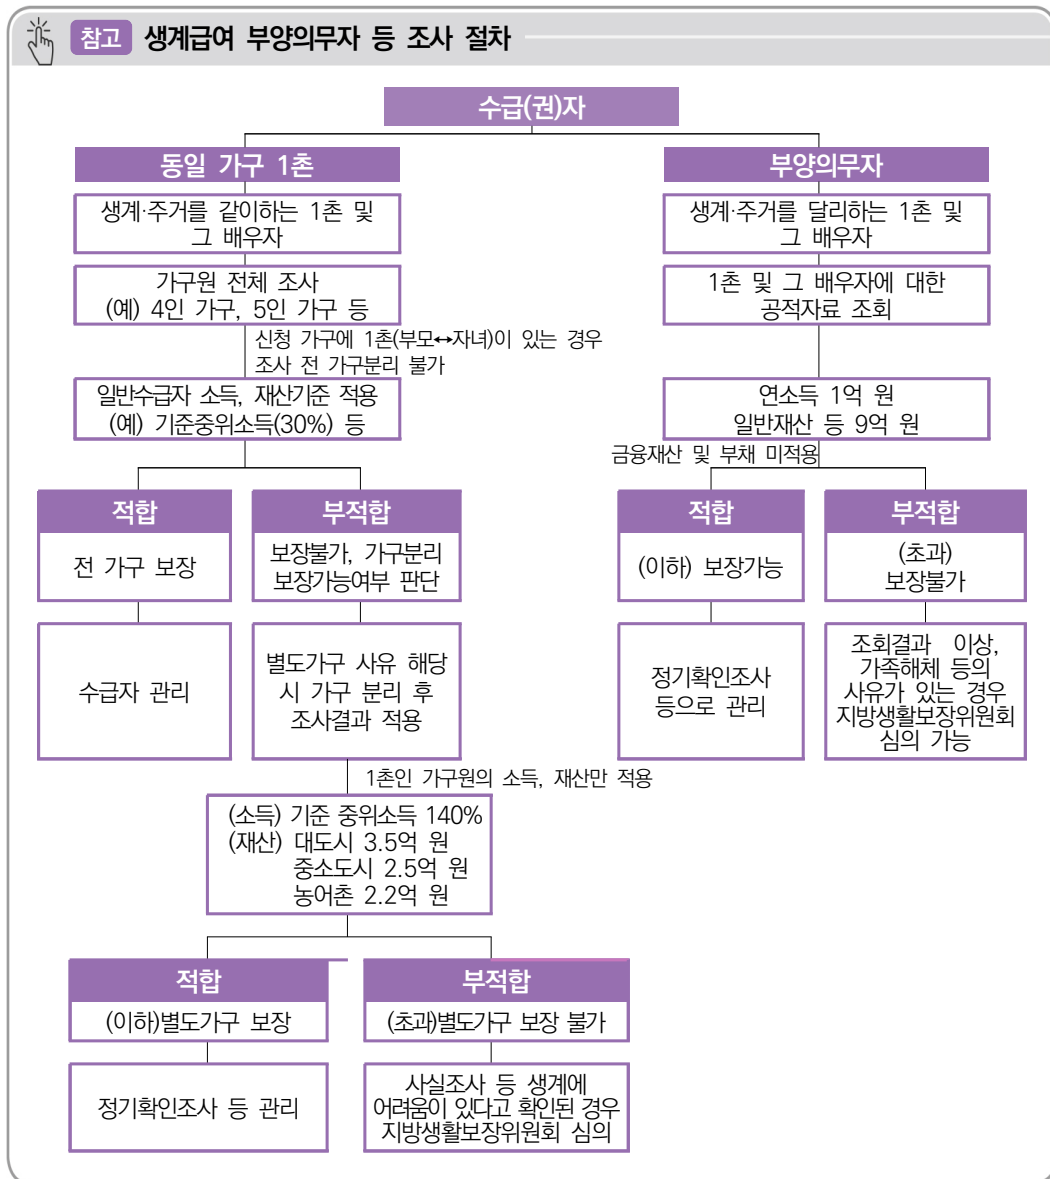 참고 생계급여 부양의무자 등 조사 절차
수급(권)자
동일 가구 1촌
생계·주거를 같이하는 1촌 및
그 배우자
가구원 전체 조사
(예) 4인 가구, 5인 가구 등
신청 가구에 1촌(부모↔자녀)이 있는 경우
조사 전 가구분리 불가
일반수급자 소득, 재산기준 적용
(예) 기준중위소득(30%) 등
적합
전 가구 보장
수급자 관리
부적합
보장불가, 가구분리
보장가능여부 판단
별도가구 사유 해당
시 가구 분리 후
조사결과 적용
1촌인 가구원의 소득, 재산만 적용
(소득) 기준 중위소득 140%
(재산) 대도시 3.5억 원
중소도시 2.5억 원
농어촌 2.2억 원
적합
(이하)별도가구 보장
정기확인조사 등 관리
부적합
(초과)별도가구 보장 불가
사실조사 등 생계에
어려움이 있다고 확인된 경우
지방생활보장위원회 심의
부양의무자
생계·주거를 달리하는 1촌 및
그 배우자
1촌 및 그 배우자에 대한
공적자료 조회
연소득 1억 원
일반재산 등 9억 원
금융재산 및 부채 미적용
적합
(이하) 보장가능
정기확인조사
등으로 관리
부적합
(초과)
보장불가
조회결과 이상,
가족해체 등의
사유가 있는 경우
지방생활보장위원회
심의 가능